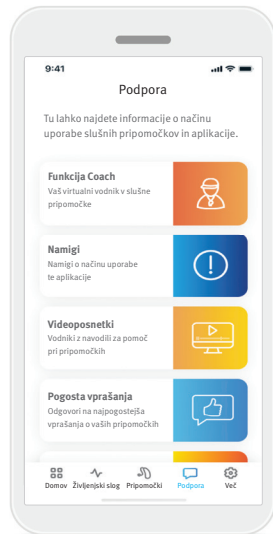 9:41
Podpora
Tu lahko najdete informacije o načinu
uporabe slušnih pripomočkov in aplikacije.
Funkcija Coach
Vaš virtualni vodnik v slušne
pripomočke
Namigi
Namigi o načinu uporabe
te aplikacije
Videoposnetki
Vodniki z navodili za pomoč
pri pripomočkih
Pogosta vprašanja
Odgovori na najpogostejša
vprašanja o vaših pripomočkih
Domov Življenjski slog Pripomočki Podpora Več